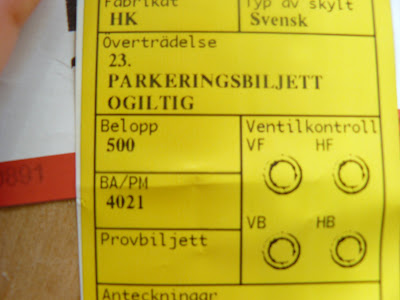 Fabrikat Typ av skylt
HK Svensk
Överträdelse
23.
PARKERINGSBILJETT
OGILTIG
Belopp Ventilkontroll
500 VF HF
BA/PM
4021
VB HB
Provbiljett
Anteckningar